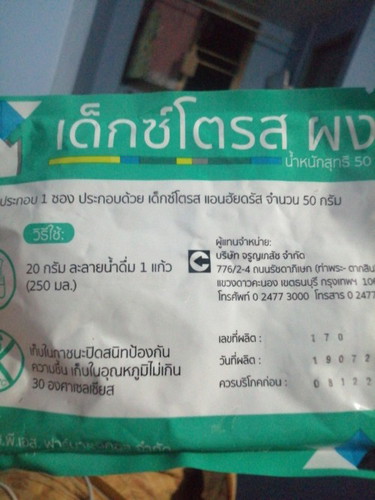 เด็กซ์โตรส ผง
น้ำหนักสุทธิ 50
ประกอบ 1 ซอง ประกอบด้วย เด็กซ์โตรส แอนฮัยดรัส จำนวน 50 กรัม
วิธีใช้:
20 กรัม ละลายน้ำดื่ม 1 แก้ว
(250 มล.)
ผู้แทนจำหน่าย:
บริษัท จรูญเภสัช จำกัด
776/2-4 ถนนรัชดาภิเษก (ท่าพระ- ตากสิน
แขวงดาวคะนอง เขตธนบุรี กรุงเทพฯ
โทรศัพท์ 0 2477 3000 โทรสาร 0 247
เก็บในภาชนะปิดสนิทป้องกัน
ความชื้น เก็บในอุณหภูมิไม่เกิน
30 องศาเซลเซียส
เลขที่ผลิต : 170
วันที่ผลิต : 19072
ควรบริโภคก่อน : 08122